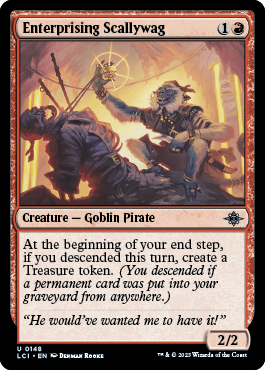 Enterprising Scallywag 1
Creature — Goblin Pirate
At the beginning of your end step,
if you descended this turn, create a
Treasure token. (You descended if
a permanent card was put into your
graveyard from anywhere.)
“He would’ve wanted me to have it!”
2/2
U 0148
LCI • EN Denman Rooke
™ & © 2023 Wizards of the Coast